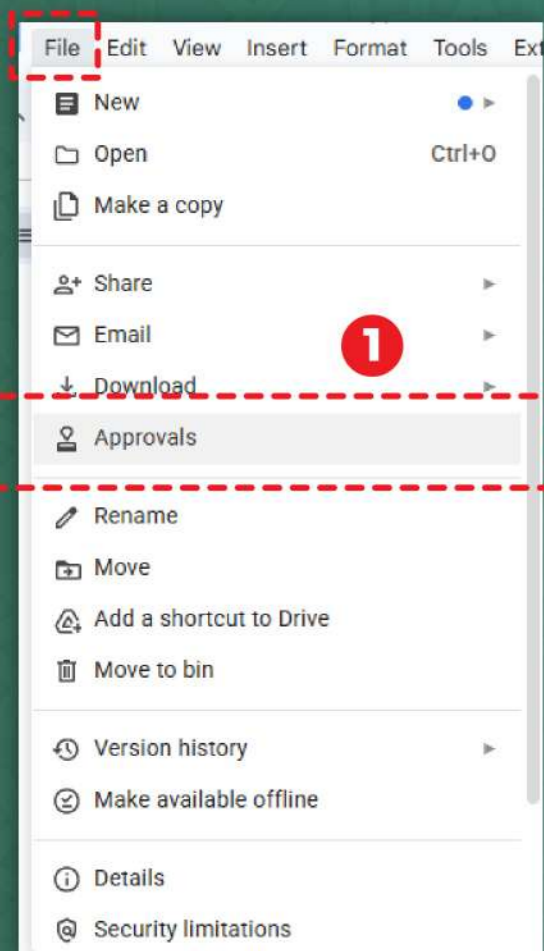 File Edit View Insert Format Tools Ext
New
Open Ctrl+O
Make a copy
Share
Email
1
Download
Approvals
Rename
Move
Add a shortcut to Drive
Move to bin
Version history
Make available offline
Details
Security limitations